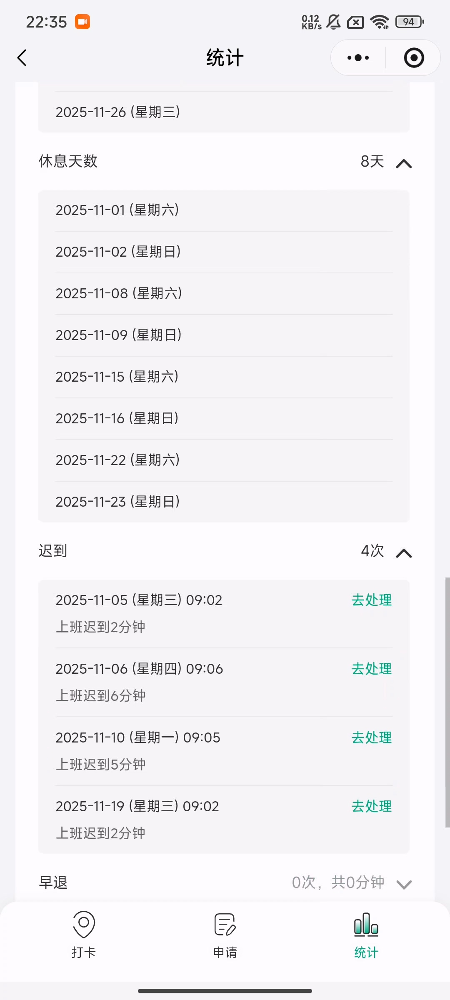 22:35
0.12
KB/s
94
统计
2025-11-26 (星期三)
休息天数
8天
2025-11-01 (星期六)
2025-11-02 (星期日)
2025-11-08 (星期六)
2025-11-09 (星期日)
2025-11-15 (星期六)
2025-11-16 (星期日)
2025-11-22 (星期六)
2025-11-23 (星期日)
迟到
4次
2025-11-05 (星期三) 09:02
去处理
上班迟到2分钟
2025-11-06 (星期四) 09:06
去处理
上班迟到6分钟
2025-11-10 (星期一) 09:05
去处理
上班迟到5分钟
2025-11-19 (星期三) 09:02
去处理
上班迟到2分钟
早退
0次，共0分钟
打卡
申请
统计